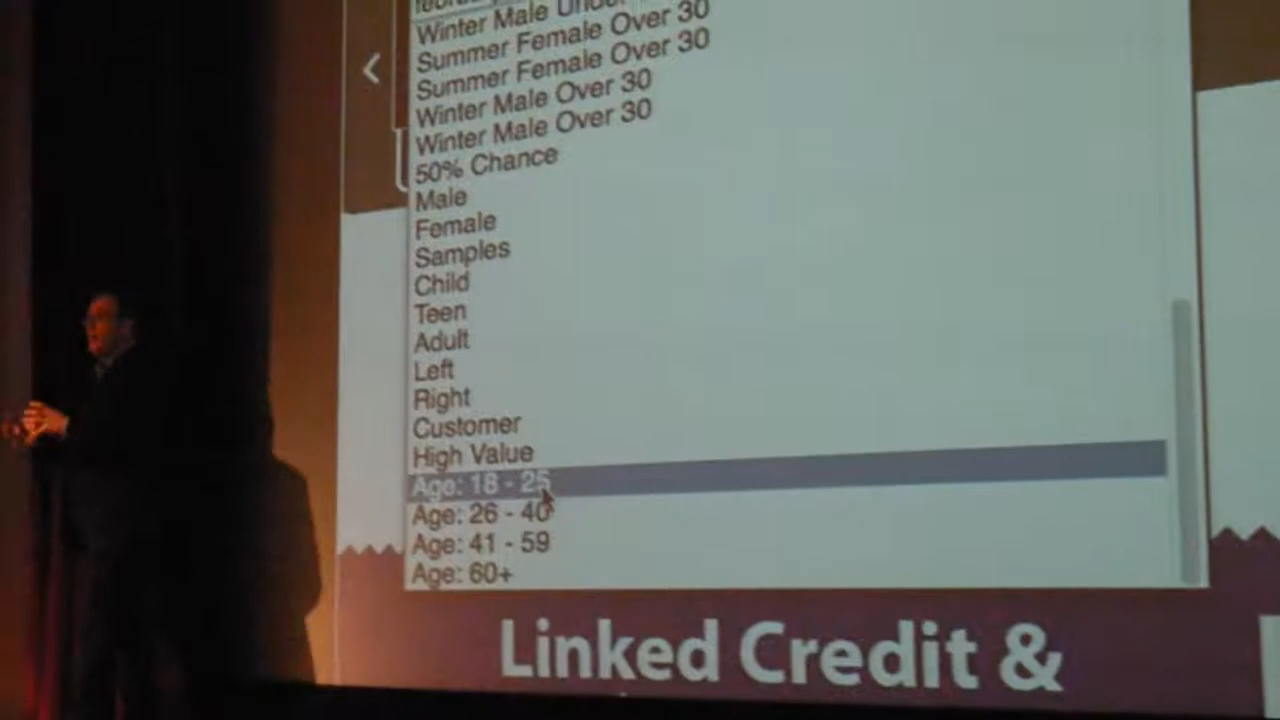 Winter Male Under
Summer Female Over 30
Summer Female Over 30
Winter Male Over 30
Winter Male Over 30
50% Chance
Male
Female
Samples
Child
Teen
Adult
Left
Right
Customer
High Value
Age: 18 - 25
Age: 26 - 40
Age: 41 - 59
Age: 60+
Linked Credit &